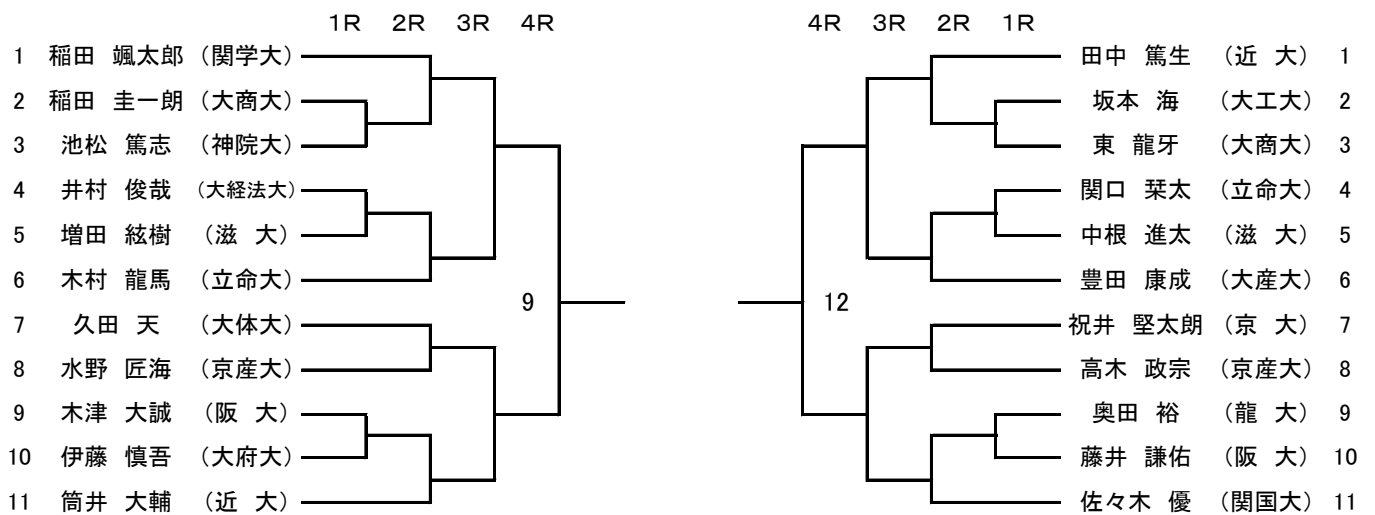 1R 2R 3R 4R
1 稲田 颯太郎 （関学大）
2 稲田 圭一朗 （大商大）
3 池松 篤志 （神院大）
4 井村 俊哉 （大経法大）
5 増田 絃樹 （滋 大）
6 木村 龍馬 （立命大）
9
7 久田 天 （大体大）
8 水野 匠海 （京産大）
9 木津 大誠 （阪 大）
10 伊藤 慎吾 （大府大）
11 筒井 大輔 （近 大）
4R 3R 2R 1R
田中 篤生 （近 大） 1
坂本 海 （大工大） 2
東 龍牙 （大商大） 3
関口 栞太 （立命大） 4
中根 進太 （滋 大） 5
豊田 康成 （大産大） 6
12
祝井 堅太朗 （京 大） 7
高木 政宗 （京産大） 8
奥田 裕 （龍 大） 9
藤井 謙佑 （阪 大） 10
佐々木 優 （関国大） 11